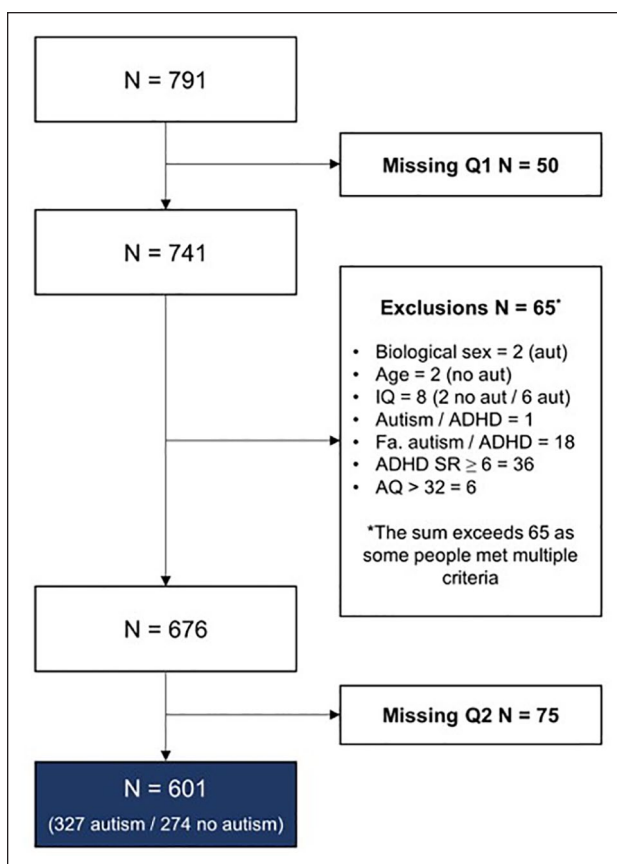 N = 791
Missing Q1 N = 50
N = 741
Exclusions N = 65*
• Biological sex = 2 (aut)
• Age = 2 (no aut)
• IQ = 8 (2 no aut / 6 aut)
• Autism / ADHD = 1
• Fa. autism / ADHD = 18
• ADHD SR ≥ 6 = 36
• AQ > 32 = 6
*The sum exceeds 65 as
some people met multiple
criteria
N = 676
Missing Q2 N = 75
N = 601
(327 autism / 274 no autism)